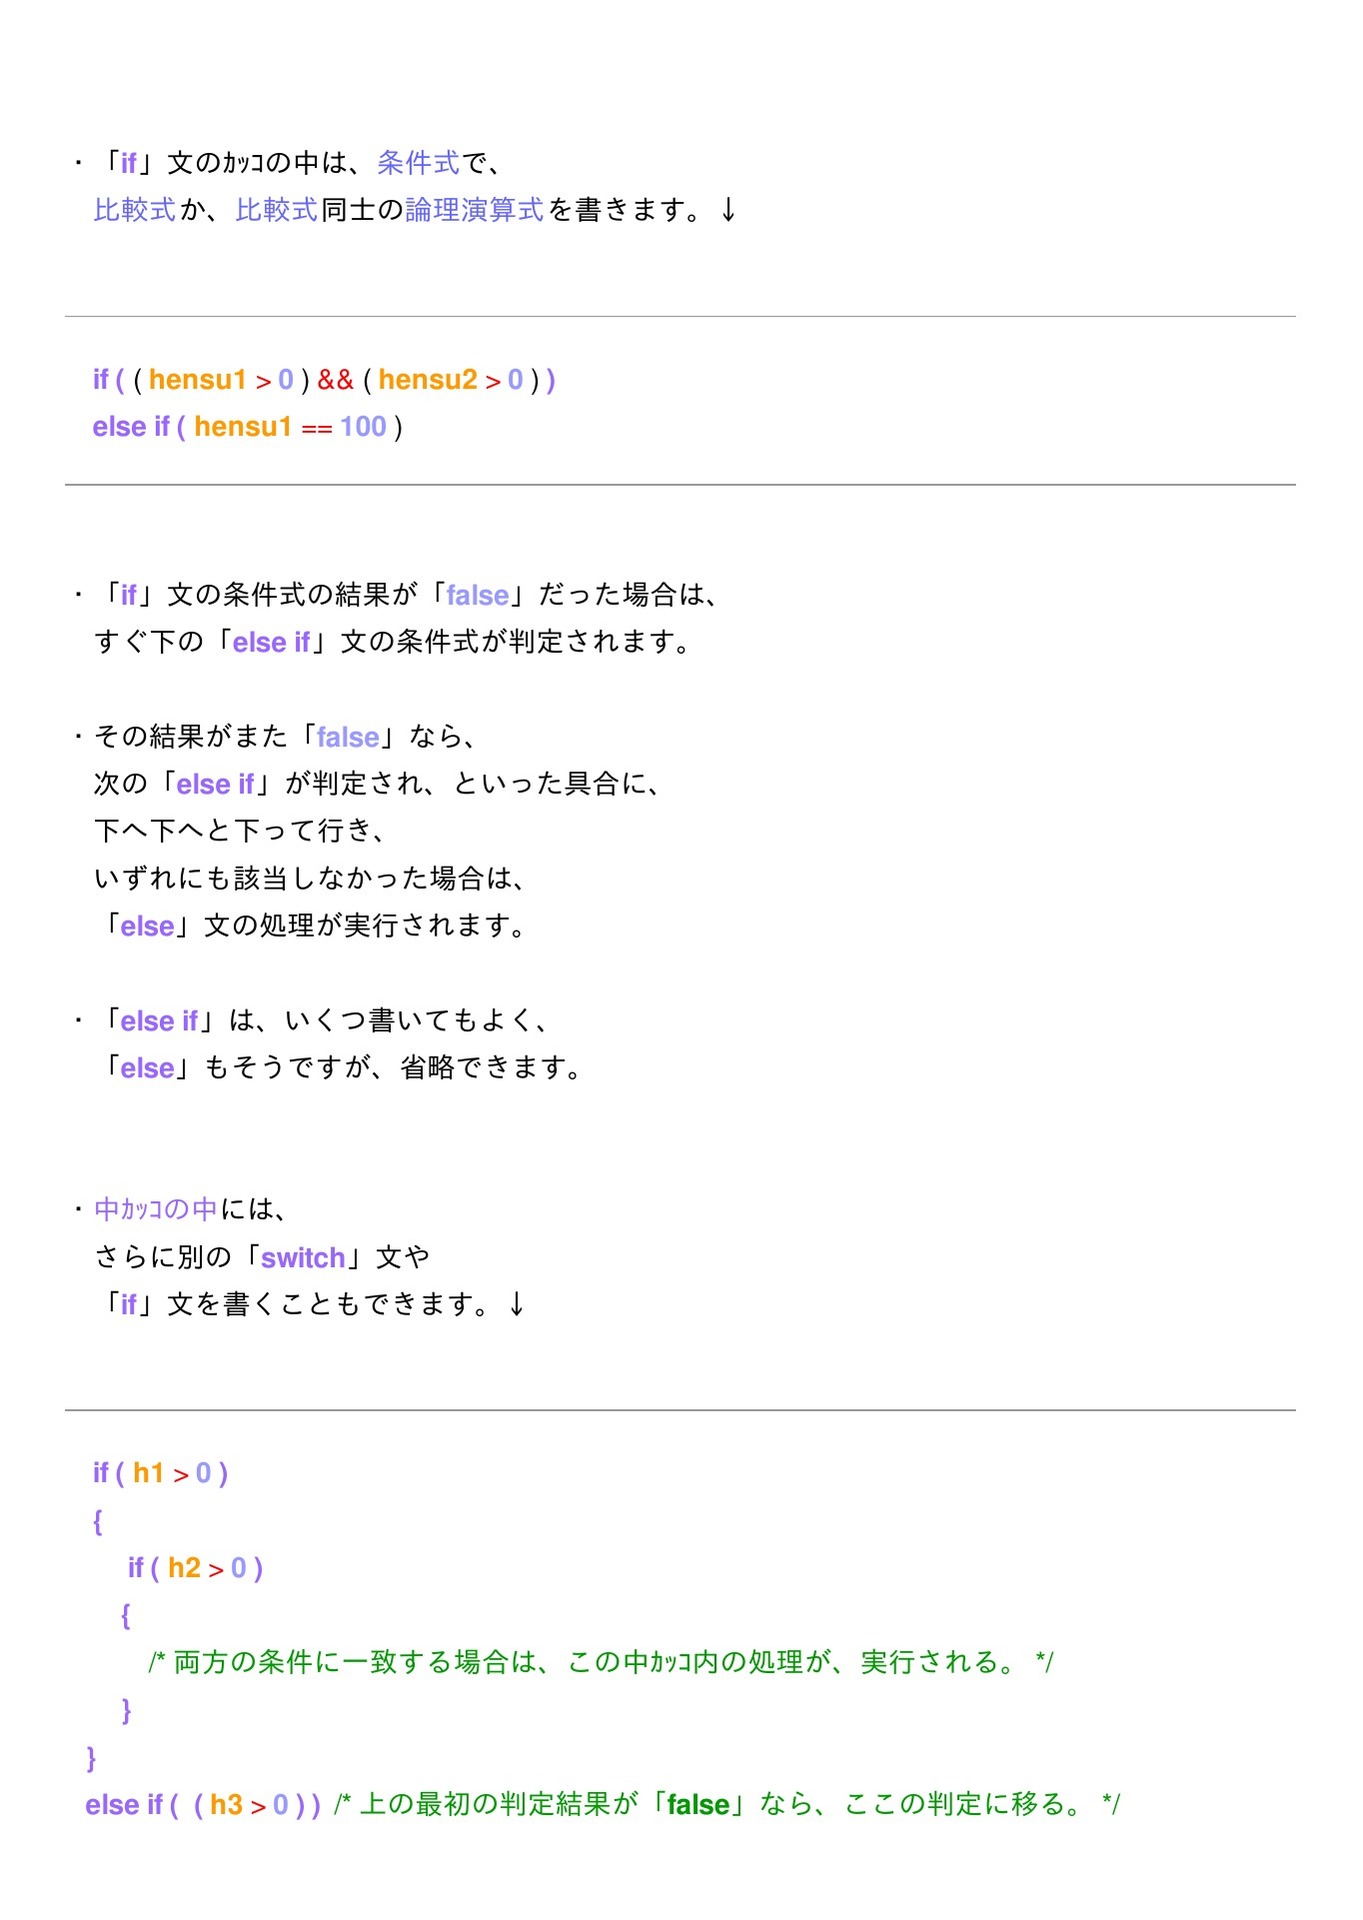 ・「if」文のｶｯｺの中は、条件式で、
比較式か、比較式同士の論理演算式を書きます。↓
if ( ( hensu1 > 0 ) && ( hensu2 > 0 ) )
else if ( hensu1 == 100 )
・「if」文の条件式の結果が「false」だった場合は、
すぐ下の「else if」文の条件式が判定されます。
・その結果がまた「false」なら、
次の「else if」が判定され、といった具合に、
下へ下へと下って行き、
いずれにも該当しなかった場合は、
「else」文の処理が実行されます。
・「else if」は、いくつ書いてもよく、
「else」もそうですが、省略できます。
・中ｶｯｺの中には、
さらに別の「switch」文や
「if」文を書くこともできます。↓
if ( h1 > 0 )
{
if ( h2 > 0 )
{
/* 両方の条件に一致する場合は、この中ｶｯｺ内の処理が、実行される。 */
}
}
else if ( ( h3 > 0 ) ) /* 上の最初の判定結果が「false」なら、ここの判定に移る。 */